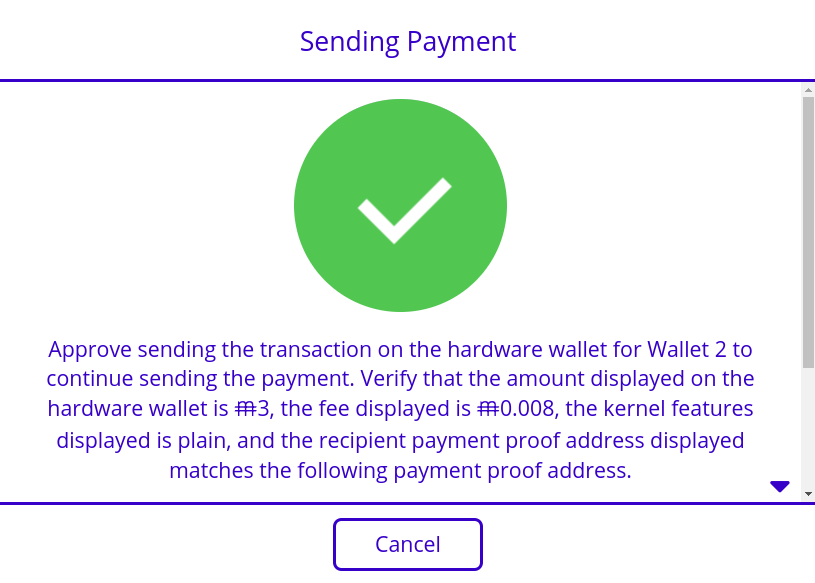 Sending Payment
Approve sending the transaction on the hardware wallet for Wallet 2 to
continue sending the payment. Verify that the amount displayed on the
hardware wallet is 3, the fee displayed is 0.008, the kernel features
displayed is plain, and the recipient payment proof address displayed
matches the following payment proof address.
Cancel